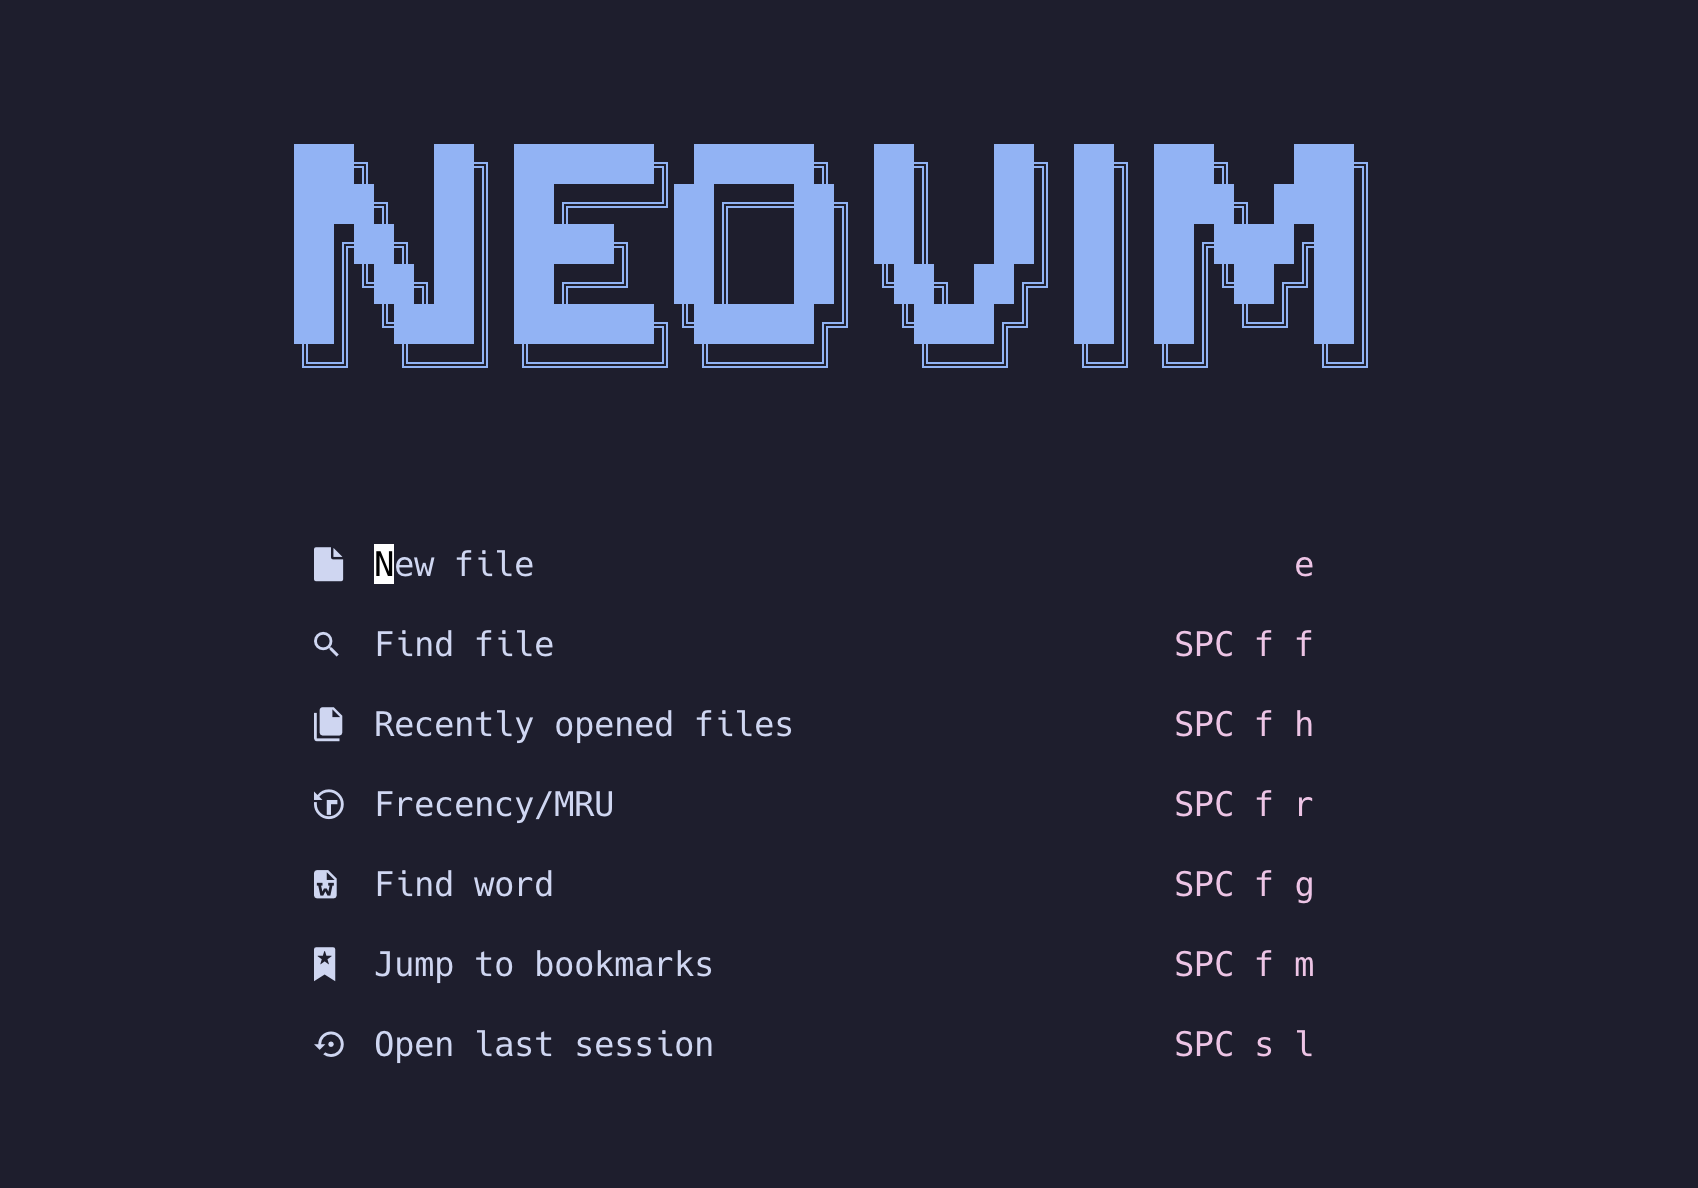 NEOVIM
New file e
Find file SPC f f
Recently opened files SPC f h
Frecency/MRU SPC f r
Find word SPC f g
Jump to bookmarks SPC f m
Open last session SPC s l